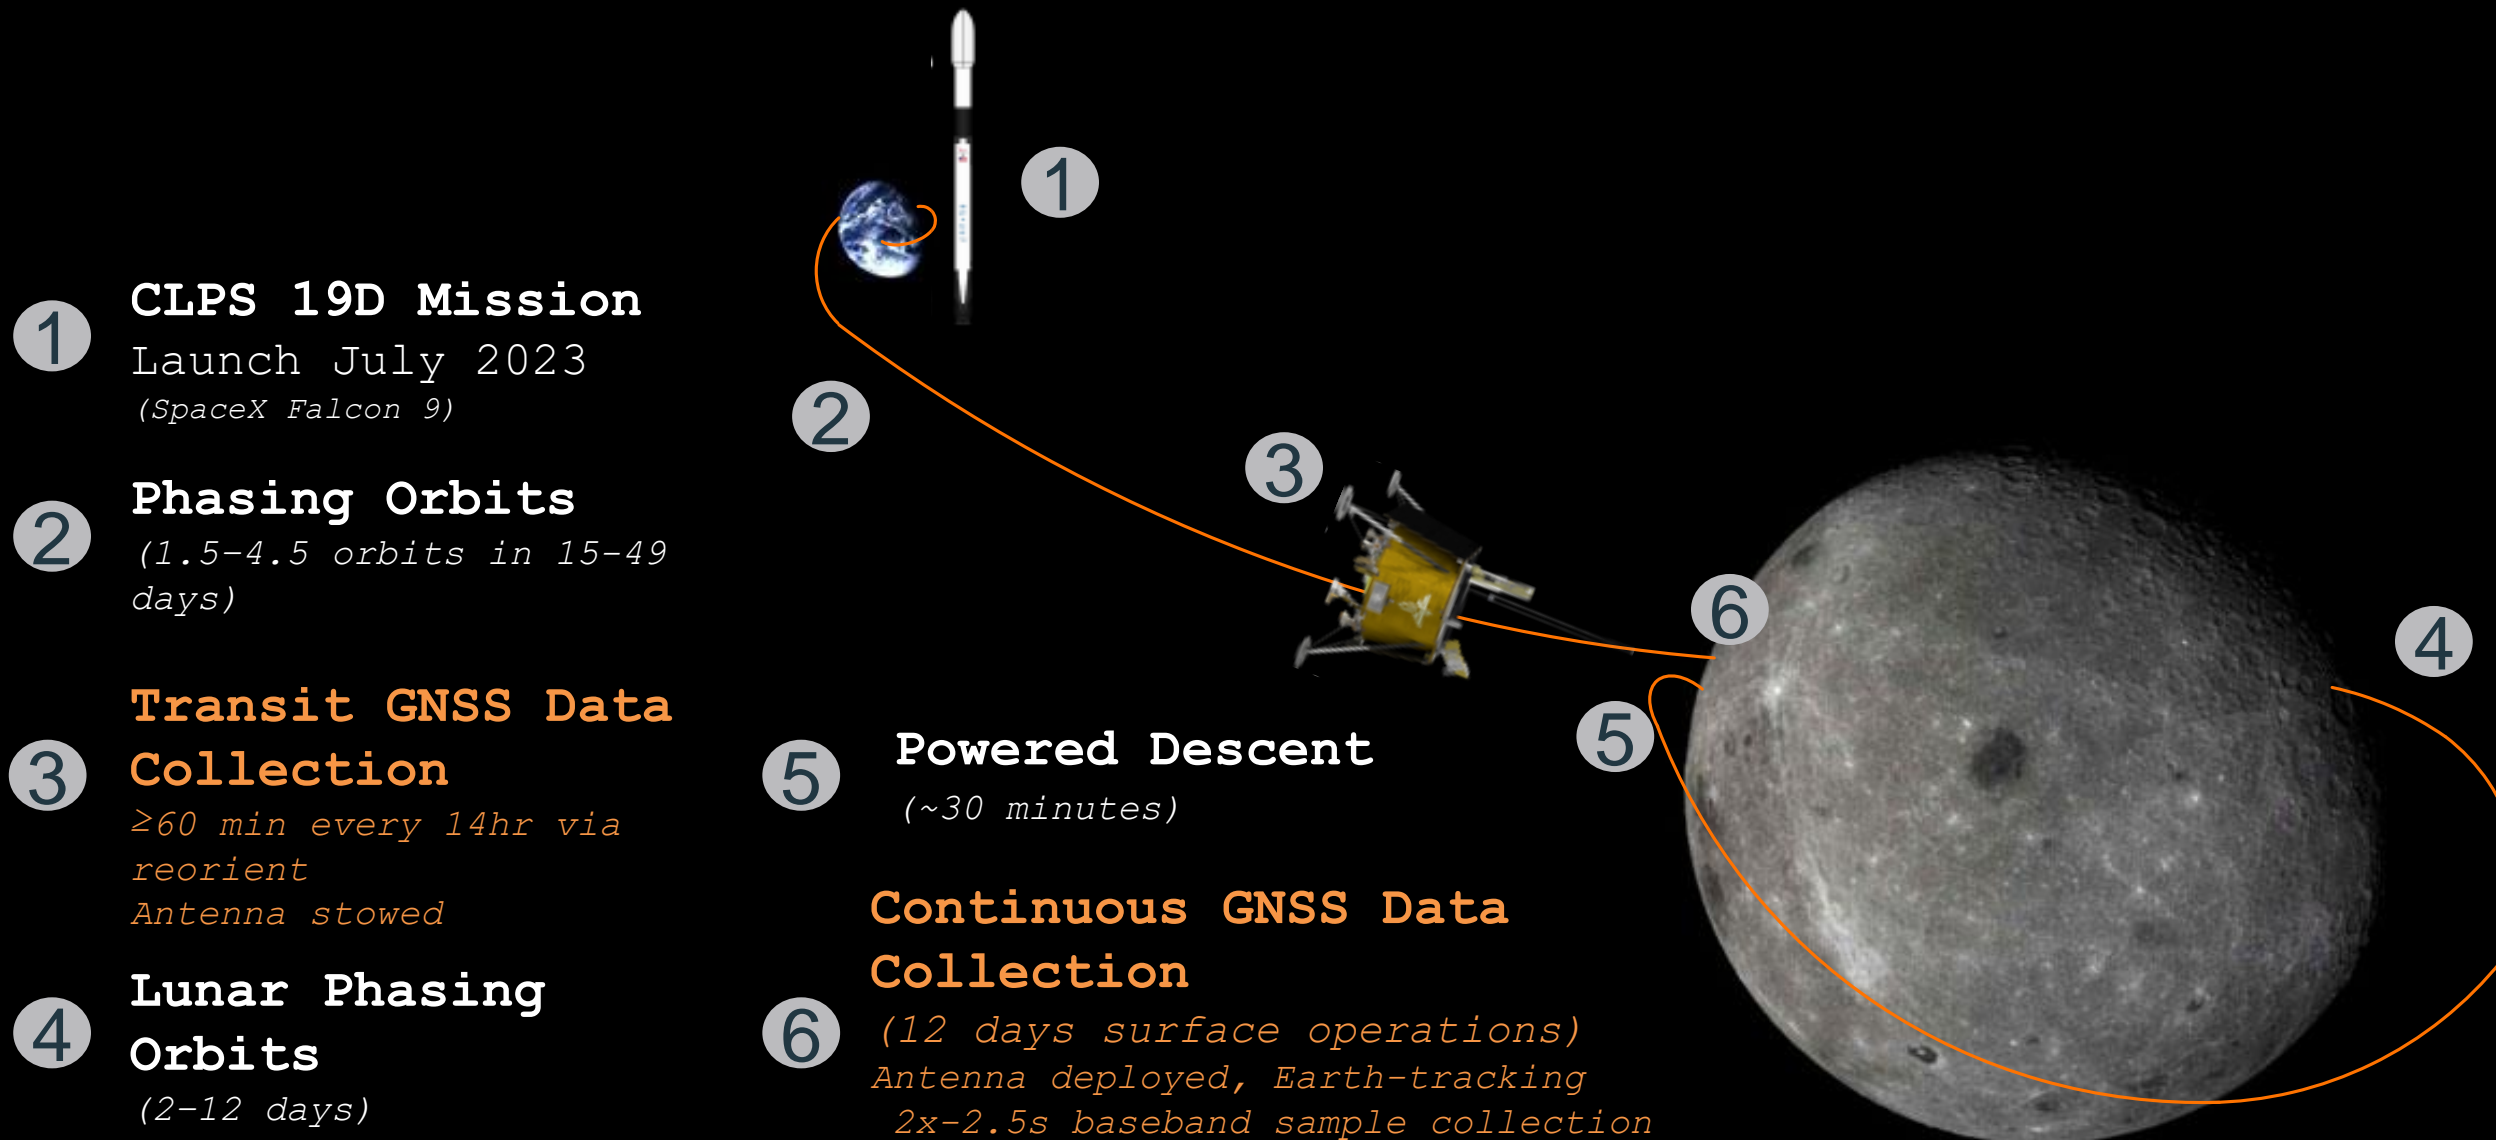 1
CLPS 19D Mission
Launch July 2023
(SpaceX Falcon 9)
2
Phasing Orbits
(1.5-4.5 orbits in 15-49
days)
3
Transit GNSS Data
Collection
≥60 min every 14hr via
reorient
Antenna stowed
4
Lunar Phasing
Orbits
(2-12 days)
5
Powered Descent
(~30 minutes)
6
Continuous GNSS Data
Collection
(12 days surface operations)
Antenna deployed, Earth-tracking
2x-2.5s baseband sample collection
1
2
3
6
4
5